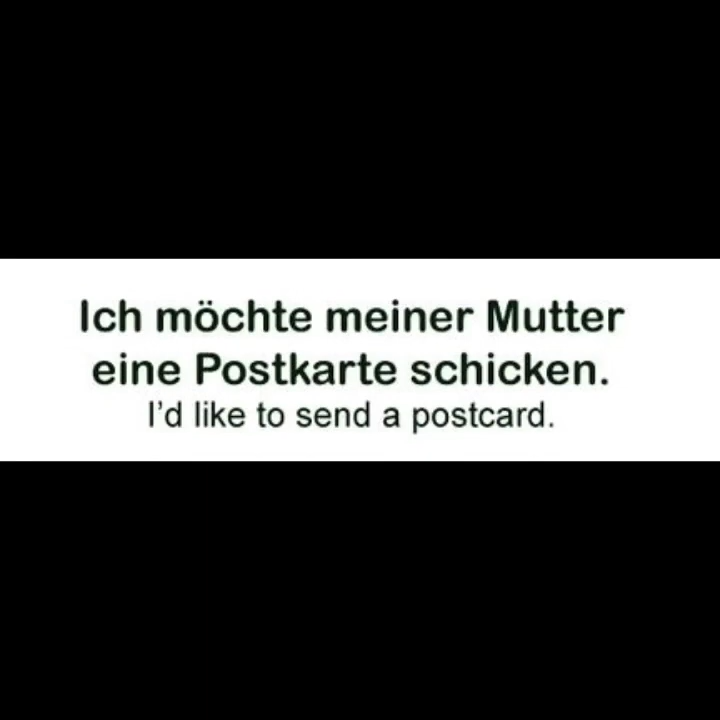 Ich möchte meiner Mutter
eine Postkarte schicken.
I'd like to send a postcard.